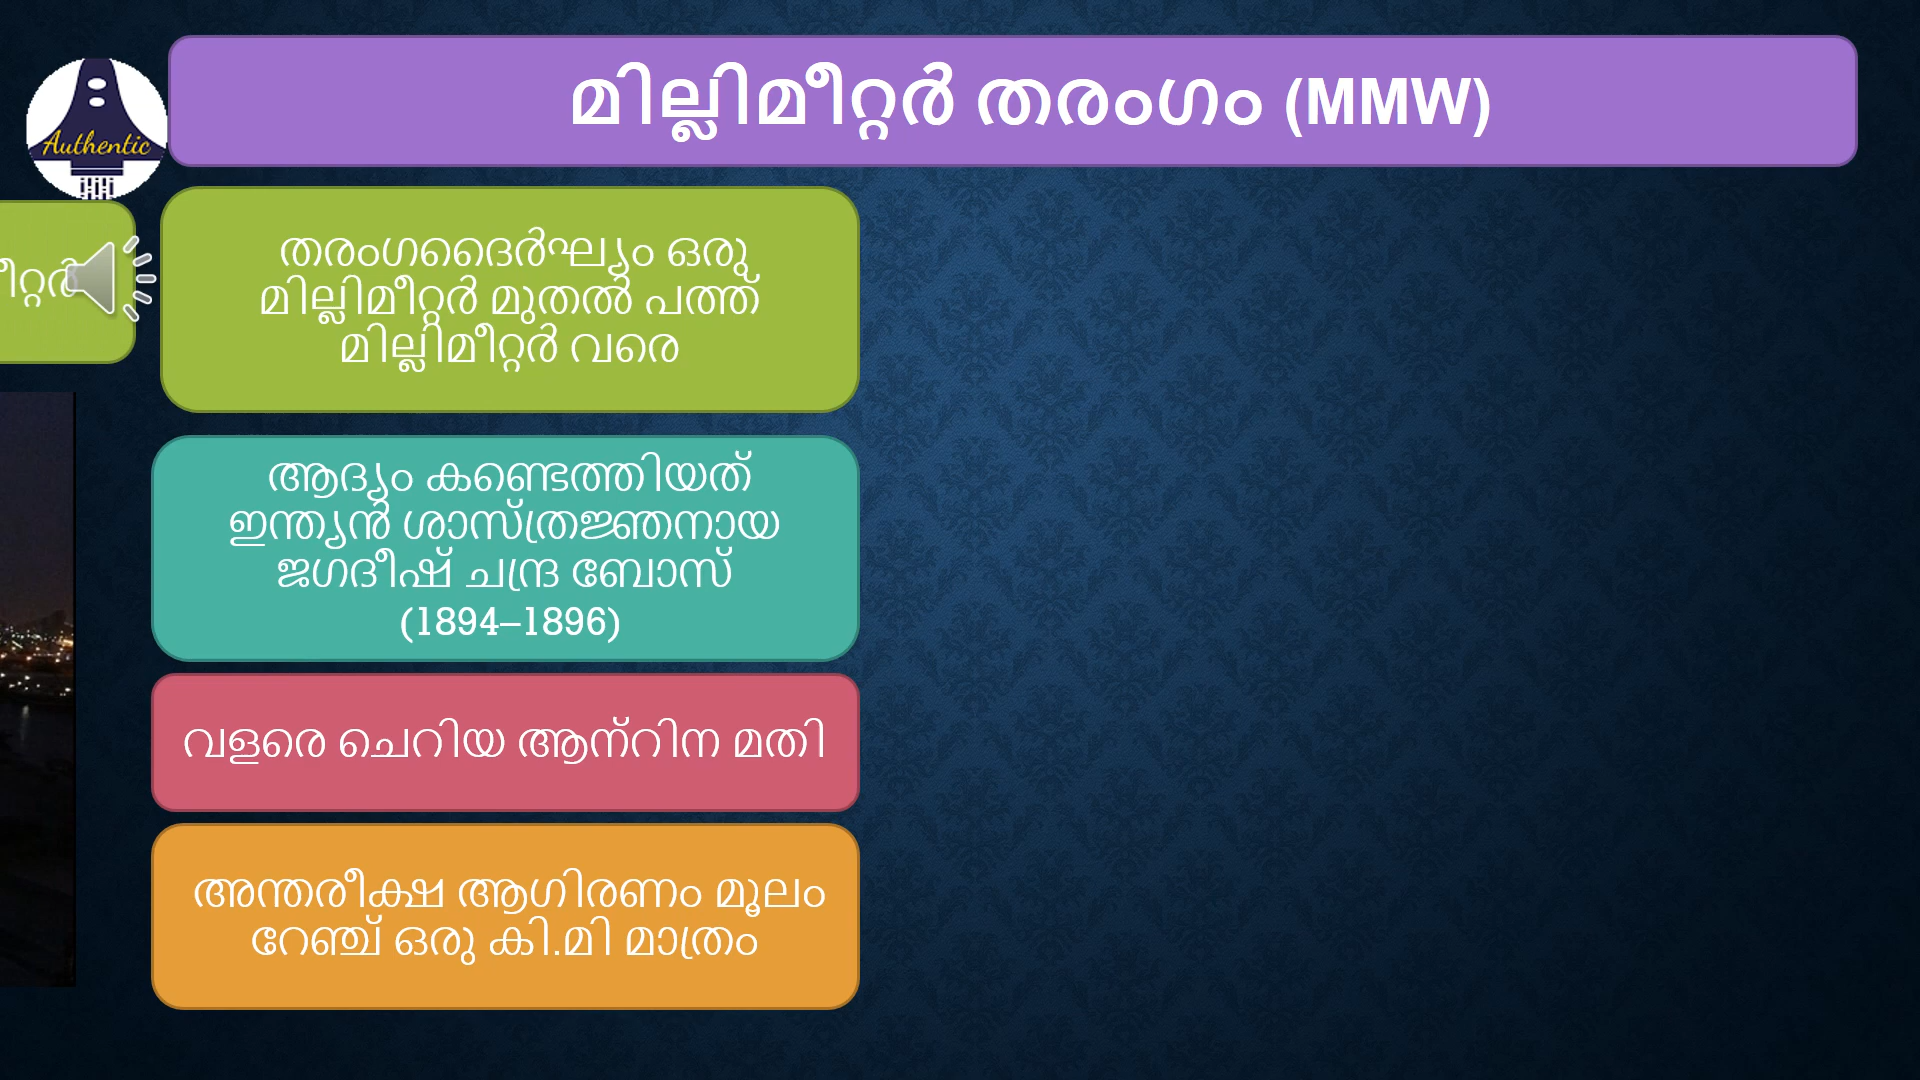 മില്ലിമീറ്റർ തരംഗം (MMW)
Authentic
മീറ്റർ
തരംഗദൈർഘ്യം ഒരു
മില്ലിമീറ്റർ മുതൽ പത്ത്
മില്ലിമീറ്റർ വരെ
ആദ്യം കണ്ടെത്തിയത്
ഇന്ത്യൻ ശാസ്ത്രജ്ഞനായ
ജഗദീഷ് ചന്ദ്ര ബോസ്
(1894–1896)
വളരെ ചെറിയ ആന്റിന മതി
അന്തരീക്ഷ ആഗിരണം മൂലം
റേഞ്ച് ഒരു കി.മി മാത്രം